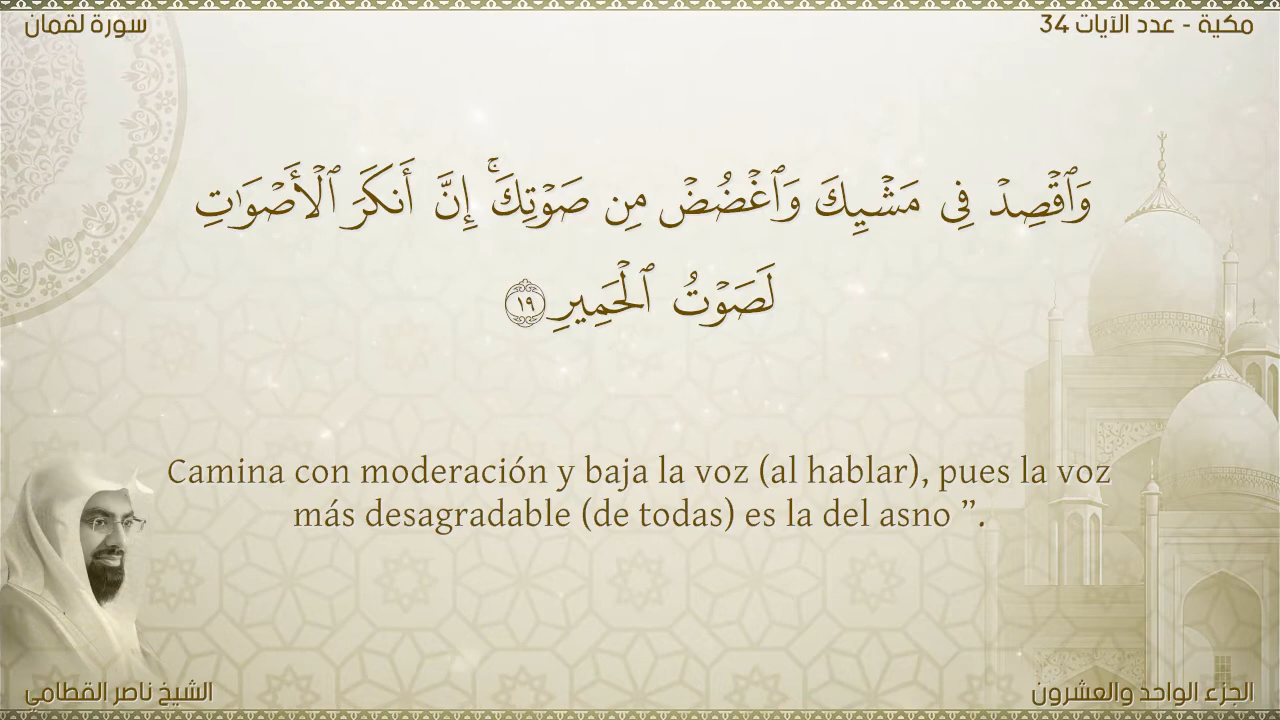 مكية - عدد الآيات 34
سورة لقمان
وَٱقۡصِدۡ فِي مَشۡيِكَ وَٱغۡضُضۡ مِن صَوۡتِكَۚ إِنَّ أَنكَرَ ٱلۡأَصۡوَٰتِ
لَصَوۡتُ ٱلۡحَمِيرِ ١٩
Camina con moderación y baja la voz (al hablar), pues la voz
más desagradable (de todas) es la del asno ”.
الجزء الواحد والعشرون
الشيخ ناصر القطامي